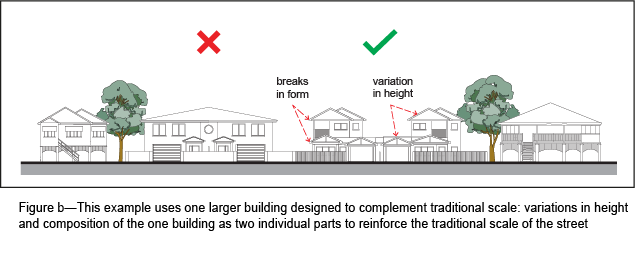 breaks
in form
variation
in height
Figure b—This example uses one larger building designed to complement traditional scale: variations in height
and composition of the one building as two individual parts to reinforce the traditional scale of the street